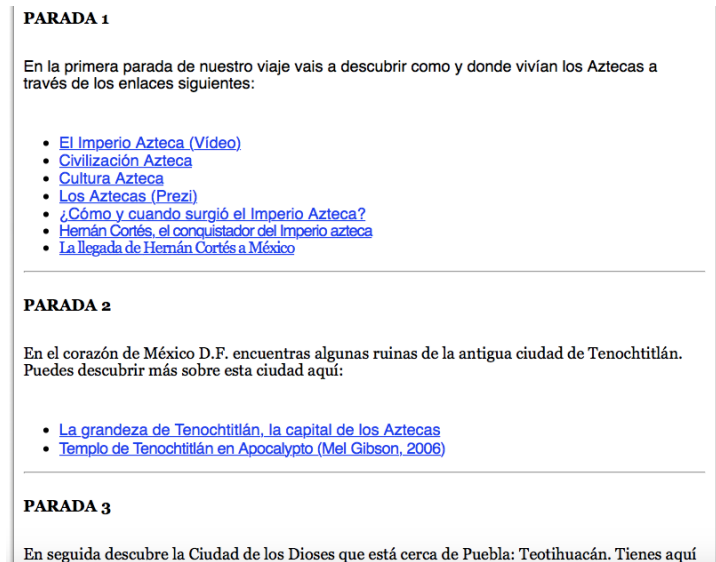 PARADA 1
En la primera parada de nuestro viaje vais a descubrir como y donde vivían los Aztecas a
través de los enlaces siguientes:
El Imperio Azteca (Vídeo)
Civilización Azteca
Cultura Azteca
Los Aztecas (Prezi)
¿Cómo y cuando surgió el Imperio Azteca?
Hernán Cortés, el conquistador del Imperio azteca
La llegada de Hernán Cortés a México
PARADA 2
En el corazón de México D.F. encuentras algunas ruinas de la antigua ciudad de Tenochtitlán.
Puedes descubrir más sobre esta ciudad aquí:
La grandeza de Tenochtitlán, la capital de los Aztecas
Templo de Tenochtitlán en Apocalypto (Mel Gibson, 2006)
PARADA 3
En seguida descubre la Ciudad de los Dioses que está cerca de Puebla: Teotihuacán. Tienes aquí